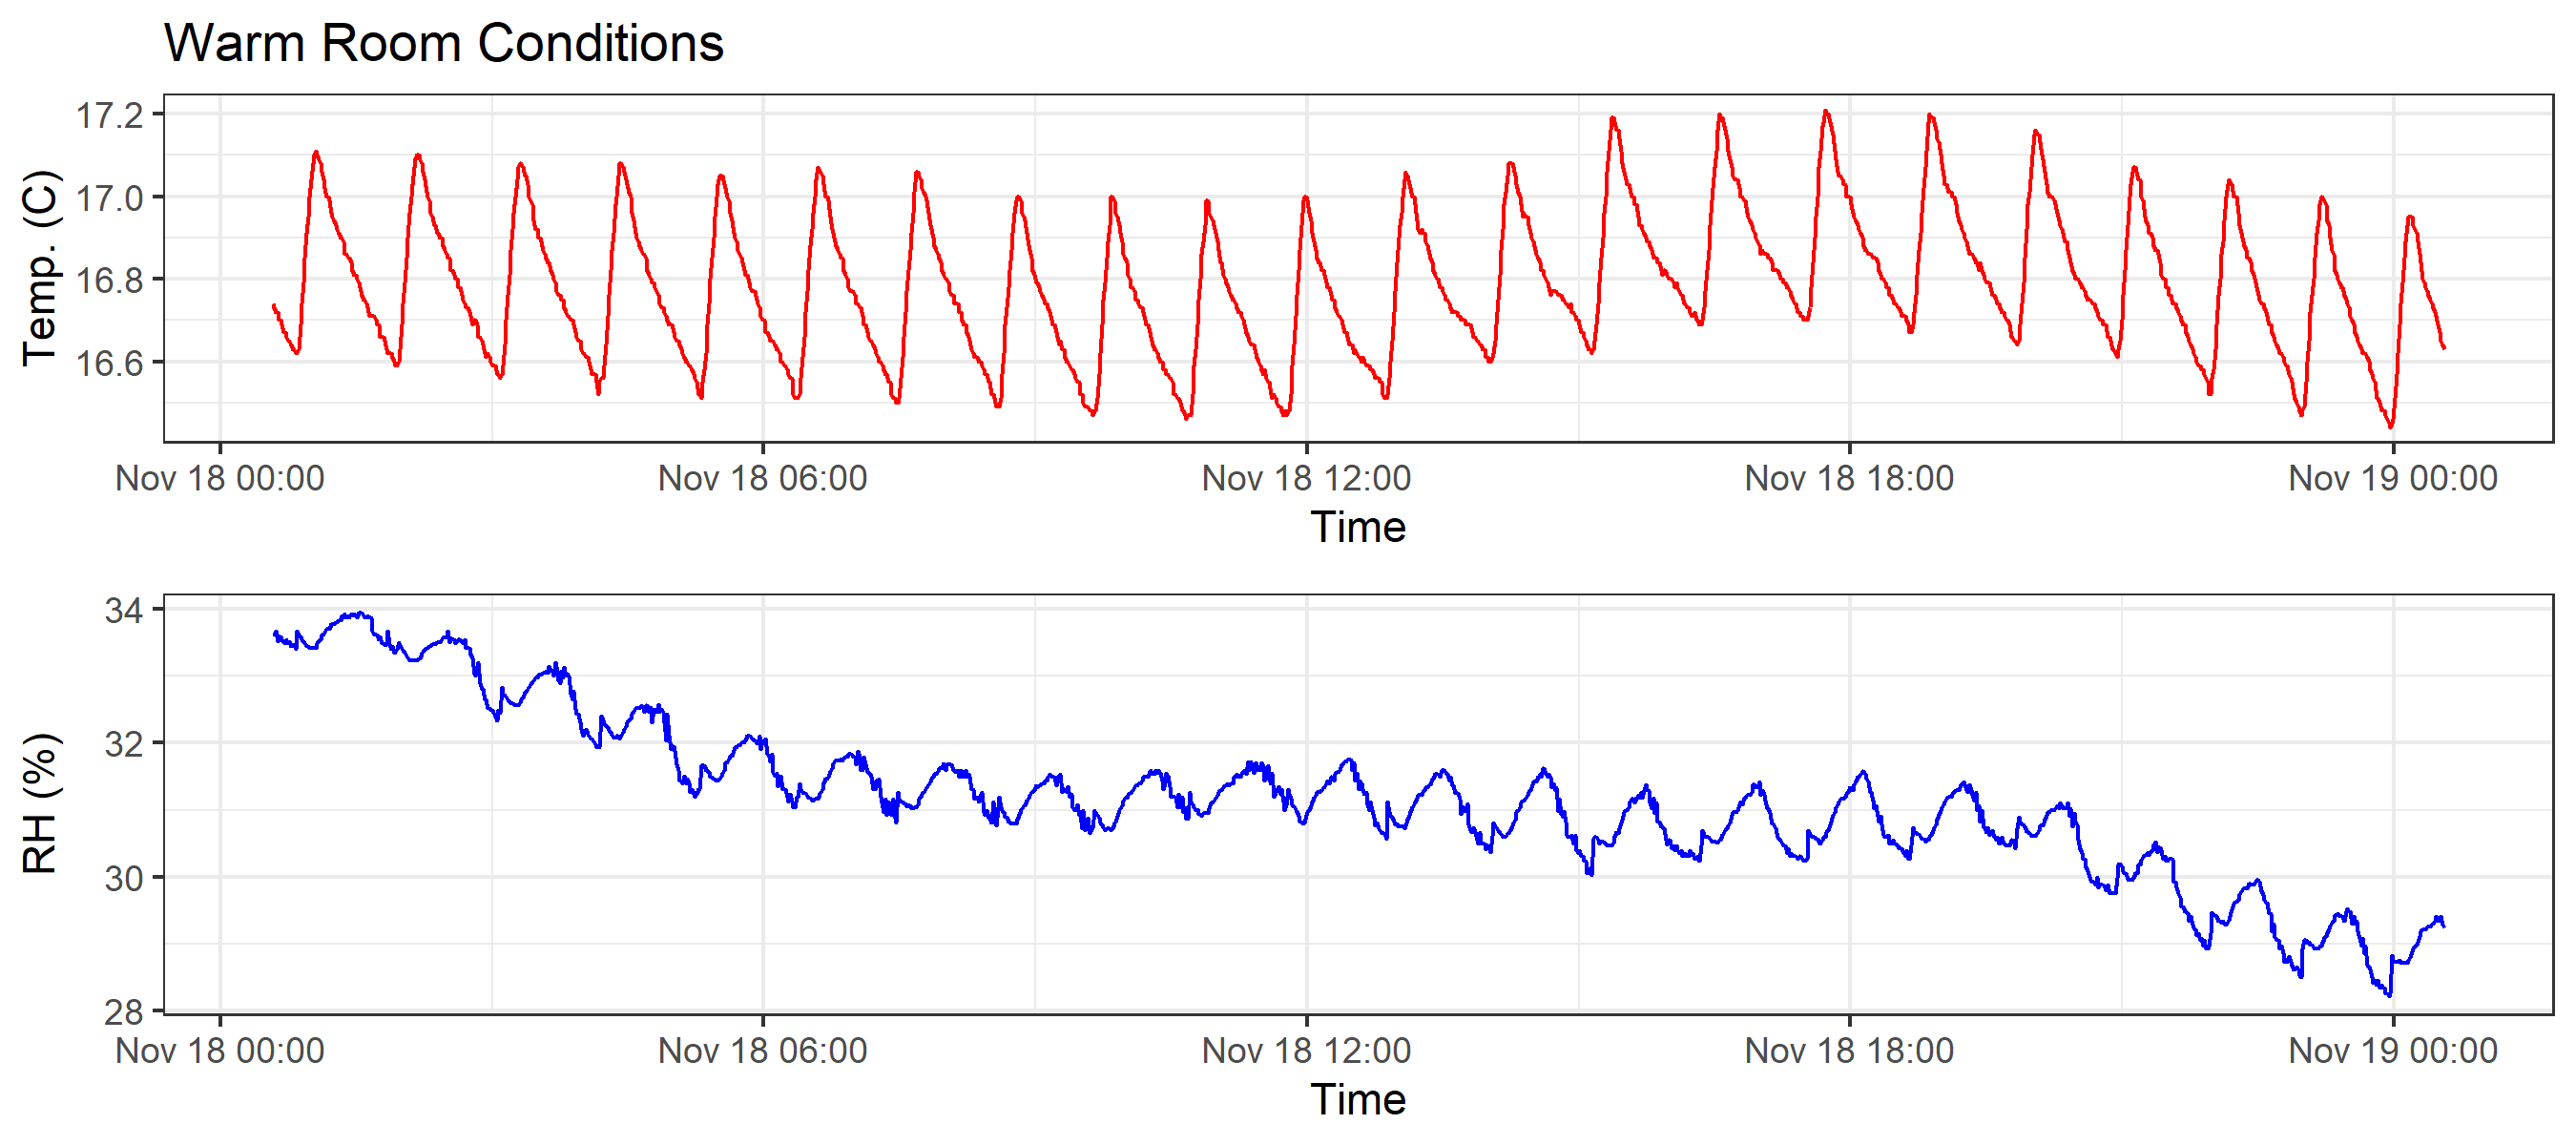 Warm Room Conditions
Temp. (C)
17.2
17.0
16.8
16.6
Nov 18 00:00 Nov 18 06:00 Nov 18 12:00 Nov 18 18:00 Nov 19 00:00
Time
RH (%)
34
32
30
28
Nov 18 00:00 Nov 18 06:00 Nov 18 12:00 Nov 18 18:00 Nov 19 00:00
Time